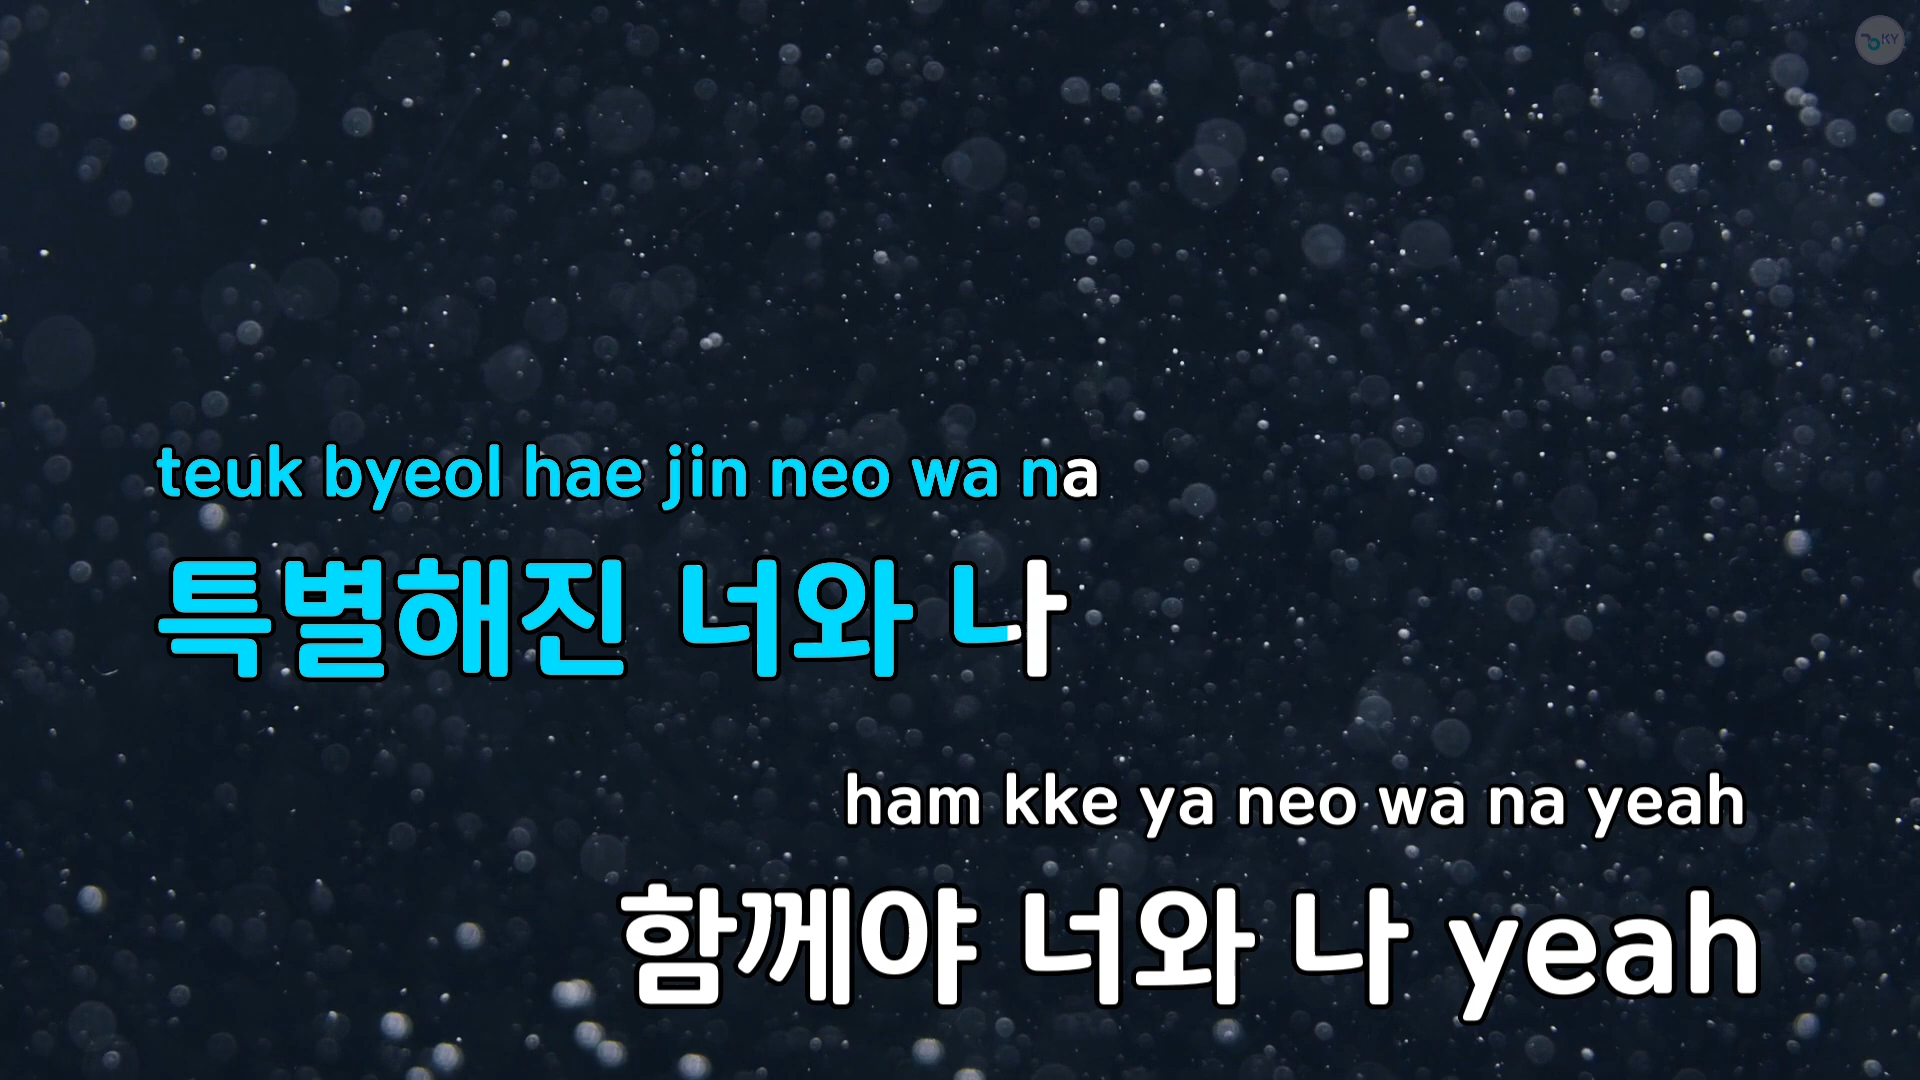 KY
teuk byeol hae jin neo wa na
특별해진 너와 나
ham kke ya neo wa na yeah
함께야 너와 나 yeah